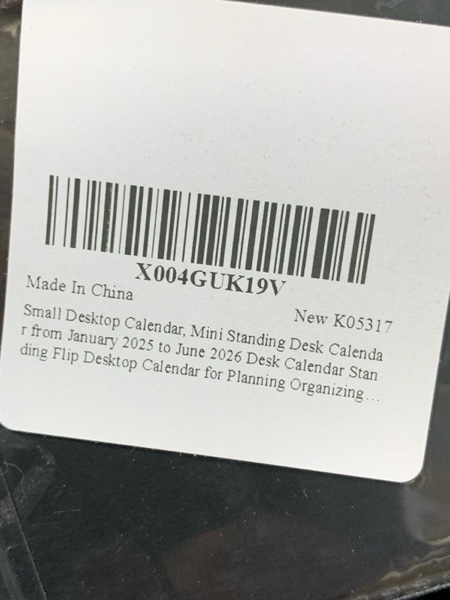 X004GUK19V
Made In China
New K05317
Small Desktop Calendar, Mini Standing Desk Calenda
r from January 2025 to June 2026 Desk Calendar Stan
ding Flip Desktop Calendar for Planning Organizing...